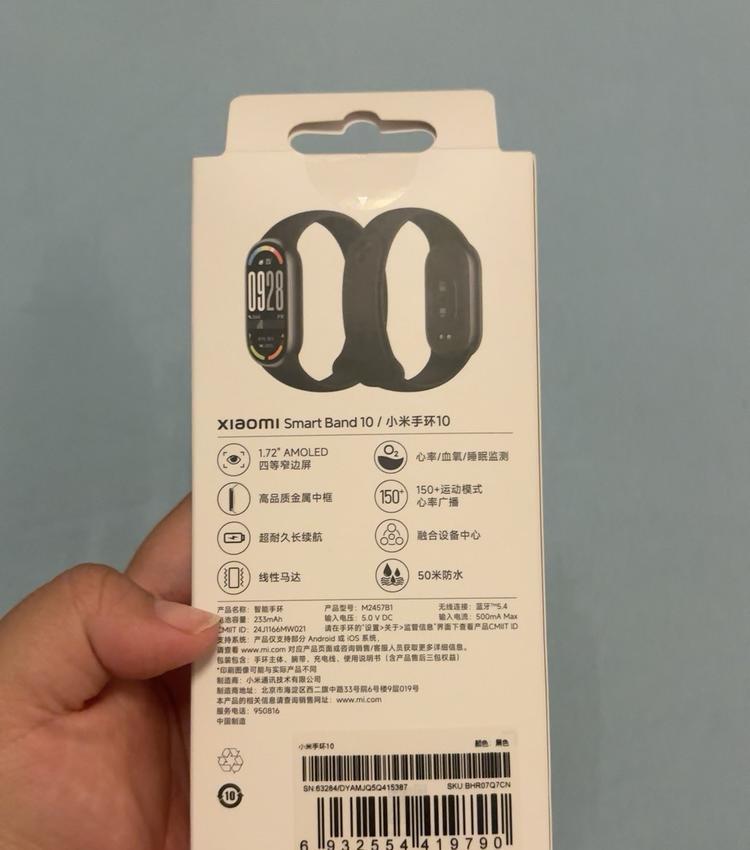 0928
xiaomi Smart Band 10 / 小米手环10
1.72" AMOLED
四等窄边屏
O2
心率/血氧/睡眠监测
高品质金属中框
150+
150+运动模式
心率广播
超耐久长续航
融合设备中心
线性马达
50米防水
产品名称：智能手环 产品型号：M2457B1 无线连接：蓝牙™5.4
电池容量：233mAh 输入电压：5.0 V DC 输入电流：500mA Max
CMIIT ID：24J1166MW021 请在手环的"设置>关于>监管信息"界面下查看产品CMIIT ID
支持系统：产品仅支持部分 Android 或 iOS 系统，
请查看 www.mi.com 对应产品页面或咨询销售/客服人员获取更多详细信息。
包装包含：手环主体、腕带、充电线、使用说明书（含产品售后三包权益）
*印刷图像可能与实际产品不同
制造商：小米通讯技术有限公司
制造商地址：北京市海淀区西二旗中路33号院6号楼9层019号
本产品的相关信息请查询销售网址：www.mi.com
服务电话：950816
中国制造
小米手环10 颜色：黑色
SN:63284/DYAMJQ5Q415387 SKU:BHR07Q7CN
10
6 932554 419790